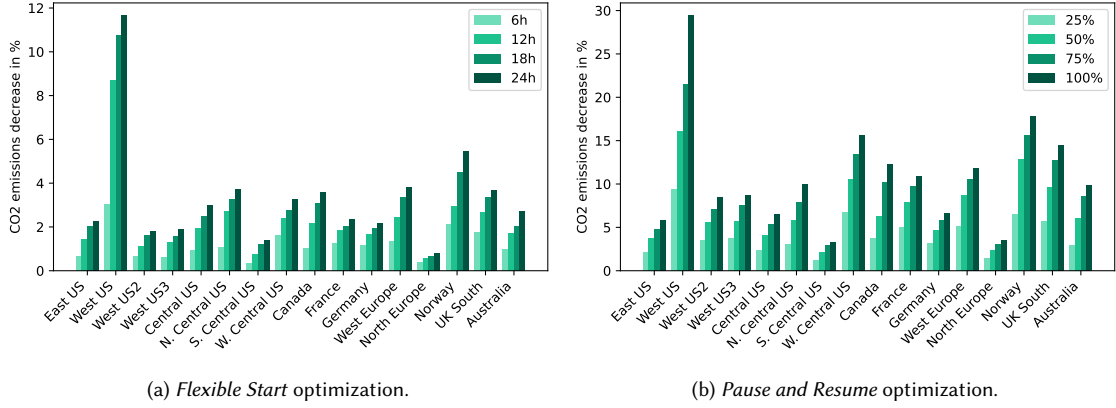 12
10
8
6
4
2
0
CO2 emissions decrease in %
6h
12h
18h
24h
East US
West US
West US2
West US3
Central US
N. Central US
S. Central US
W. Central US
Canada
France
Germany
West Europe
North Europe
Norway
UK South
Australia
(a) Flexible Start optimization.
30
25
20
15
10
5
0
CO2 emissions decrease in %
25%
50%
75%
100%
East US
West US
West US2
West US3
Central US
N. Central US
S. Central US
W. Central US
Canada
France
Germany
West Europe
North Europe
Norway
UK South
Australia
(b) Pause and Resume optimization.